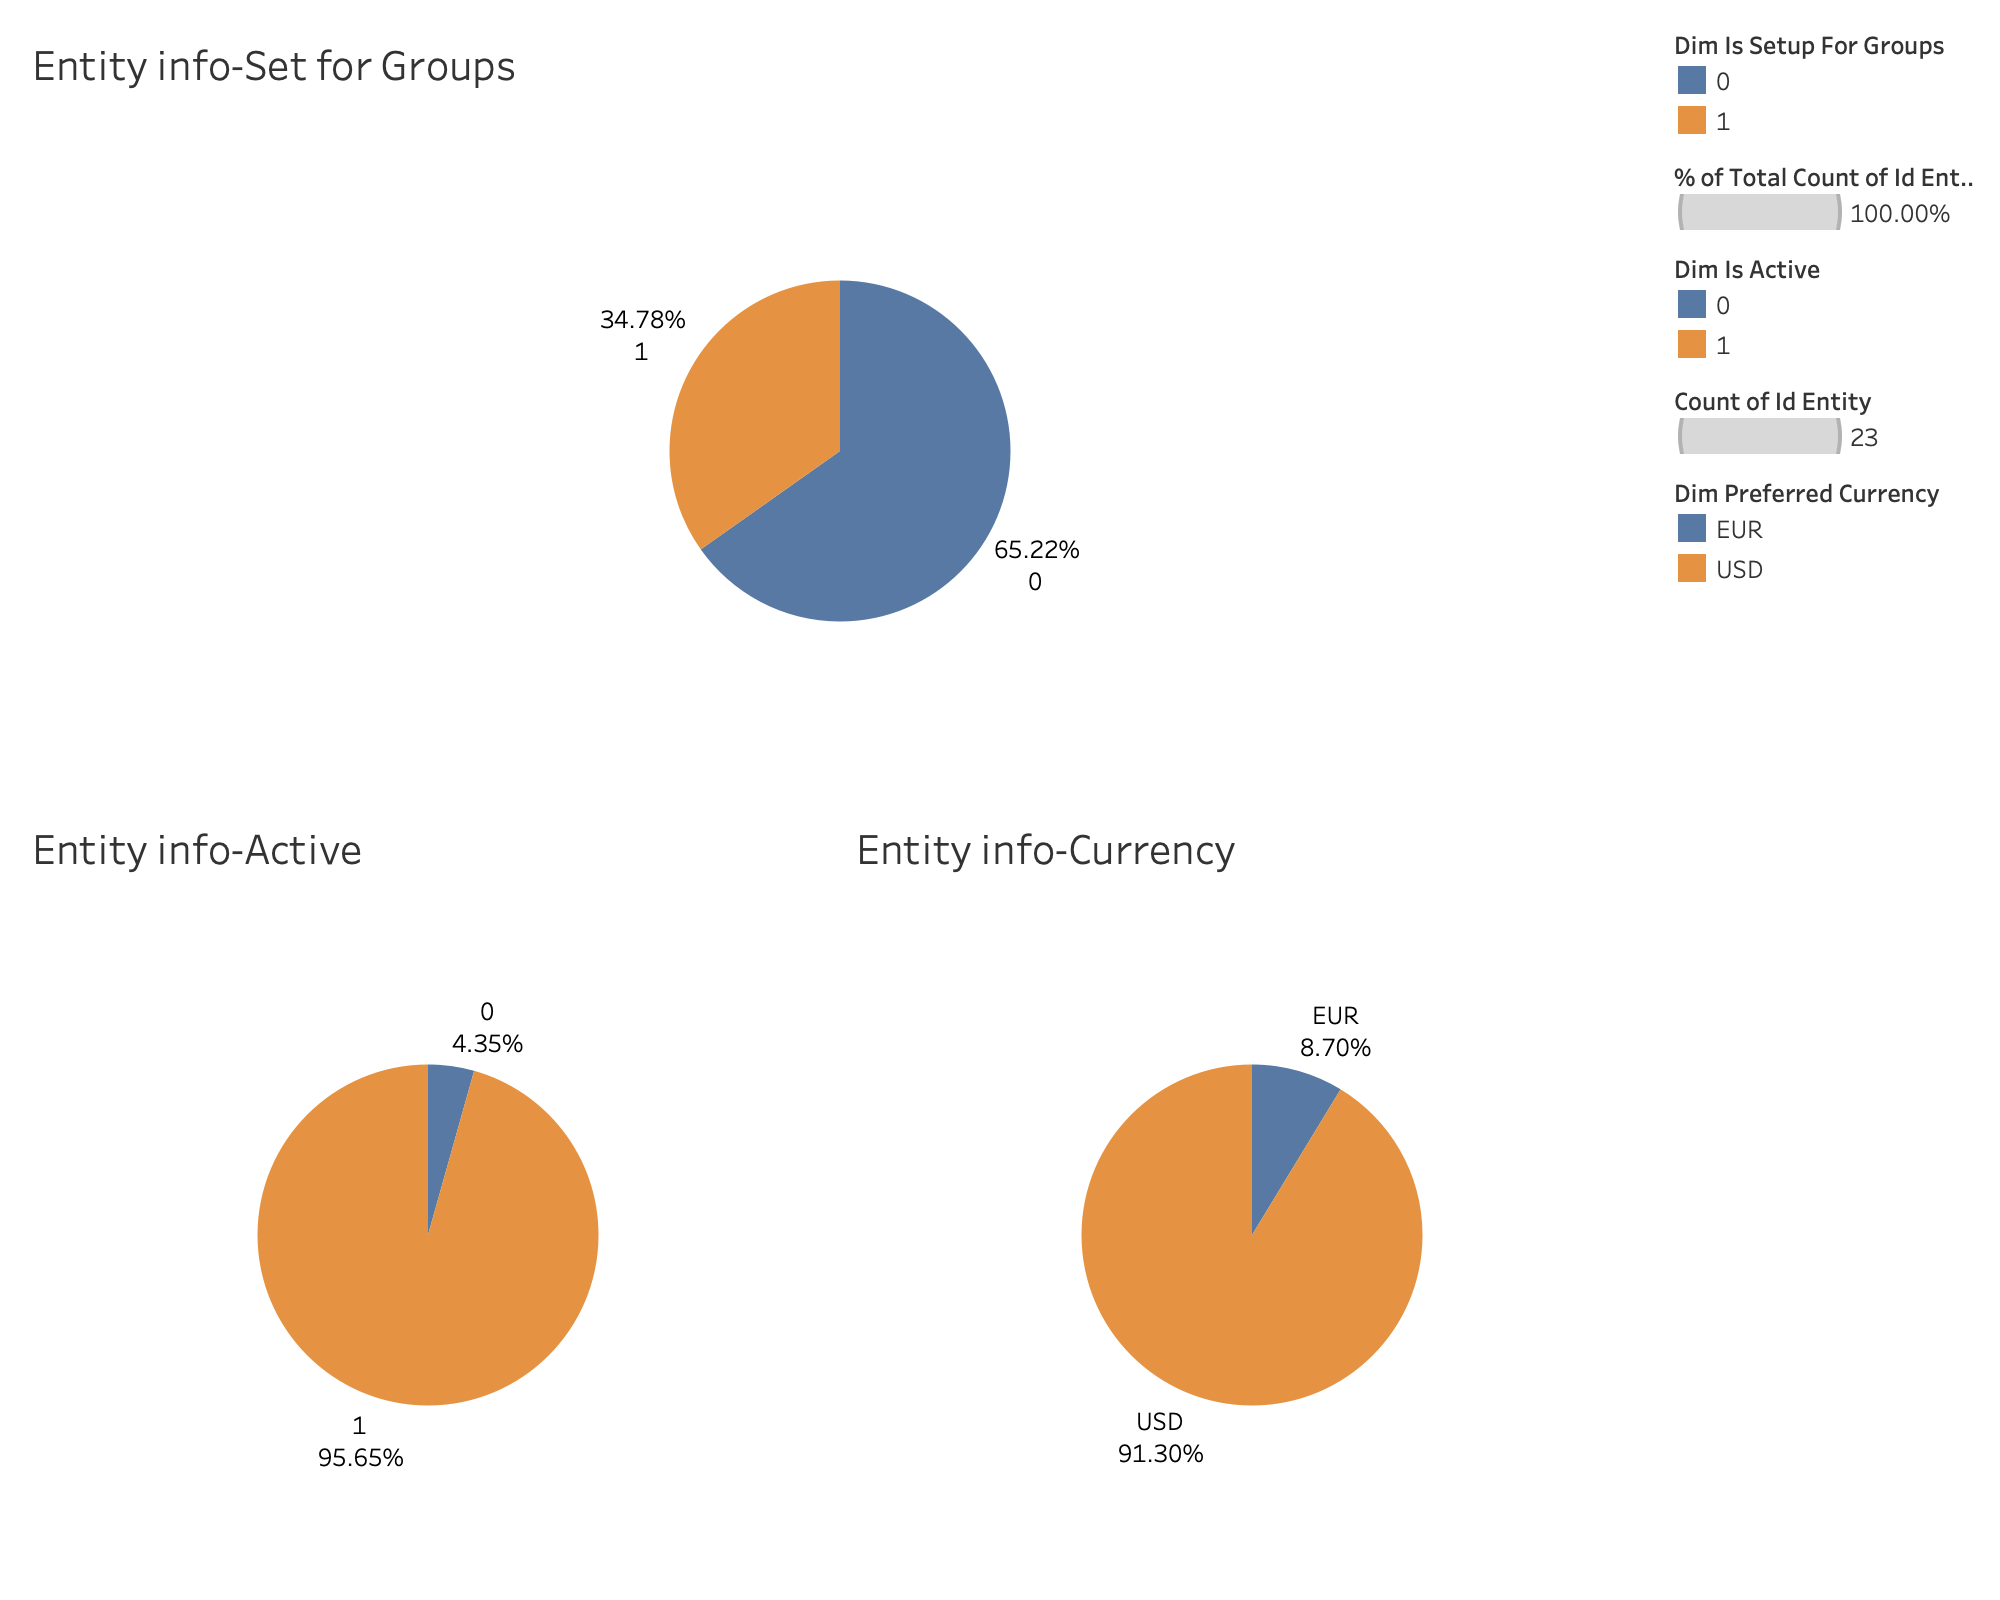 Entity info-Set for Groups
34.78%
1
65.22%
0
Dim Is Setup For Groups
0
1
% of Total Count of Id Ent..
100.00%
Dim Is Active
0
1
Count of Id Entity
23
Dim Preferred Currency
EUR
USD
Entity info-Active
0
4.35%
1
95.65%
Entity info-Currency
EUR
8.70%
USD
91.30%